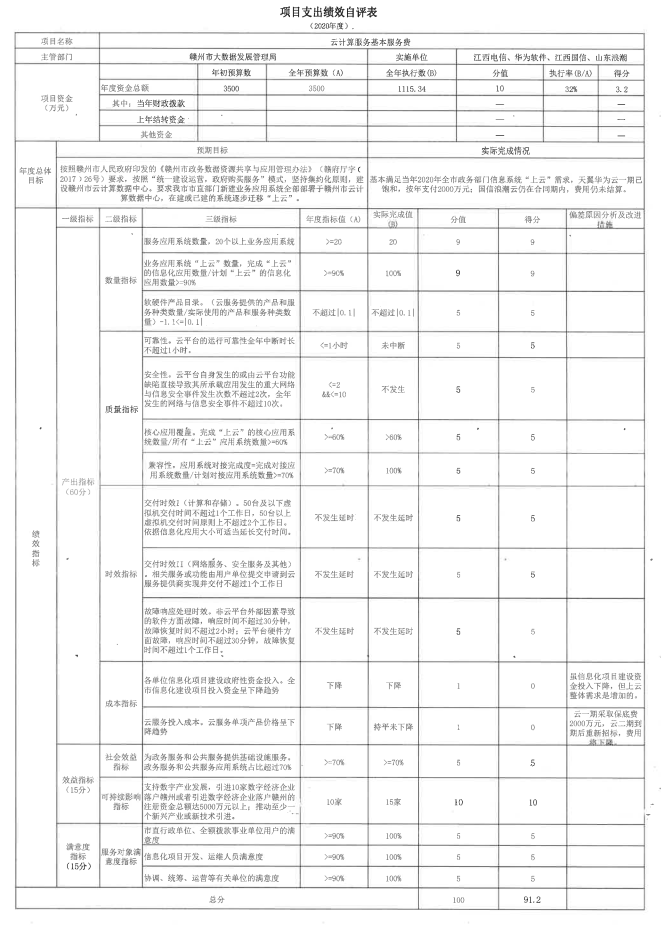 项目支出绩效自评表
（2020年度）
项目名称 云计算服务基本服务费
主管部门 赣州市大数据发展管理局 实施单位 江西电信、华为软件、江西国信、山东浪潮
项目资金（万元） 年初预算数 全年预算数（A） 全年执行数(B) 分值 执行率(B/A) 得分
年度资金总额 3500 3500 1115.34 10 32% 3.2
其中：当年财政拨款 — —
上年结转资金 — —
其他资金 — —
年度总体目标 预期目标 实际完成情况
按照赣州市人民政府印发的《赣州市政务数据资源共享与应用管理办法》（赣府厅字〔
2017〕26号）要求，按照“统一建设运营，政府购买服务”模式，坚持集约化原则，建
设赣州市云计算数据中心。要求我市市直部门新建业务应用系统全部部署于赣州市云计
算数据中心，在建或已建的系统逐步迁移“上云”。
基本满足当年2020年全市政务部门信息系统“上云”需求，天翼华为云一期已
饱和，按年支付2000万元；国信浪潮云仍在合同期内，费用仍未结算。
绩效指标 一级指标 二级指标 三级指标 年度指标值（A） 实际完成值(B) 分值 得分 偏差原因分析及改进措施
产出指标（60分）
数量指标
服务应用系统数量。20个以上业务应用系统 >=20 20 9 9
业务应用系统“上云”数量，完成“上云”
的信息化应用数量/计划“上云”的信息化
应用数量>=90% >=90% 100% 9 9
软硬件产品目录。（云服务提供的产品和服
务种类数量/实际使用的产品和服务种类数
量）-1.1<=|0.1| 不超过|0.1| 不超过|0.1| 5 5
质量指标
可靠性。云平台的运行可靠性全年中断时长
不超过1小时。 <=1小时 未中断 5 5
安全性。云平台自身发生的或由云平台功能
缺陷直接导致其所承载应用发生的重大网络
与信息安全事件发生次数不超过2次，全年
发生的网络与信息安全事件不超过10次。 <=2 &&<=10 不发生 5 5
核心应用覆盖。完成“上云”的核心应用系
统数量/所有“上云”应用系统数量>=60% >=60% >60% 5 5
兼容性。应用系统对接完成度=完成对接应
用系统数量/计划对接应用系统数量>=70% >=70% 100% 5 5
时效指标
交付时效I（计算和存储）。50台及以下虚
拟机交付时间不超过1个工作日，50台以上
虚拟机交付时间原则上不超过2个工作日。
依据信息化应用大小可适当延长交付时间。 不发生延时 不发生延时 5 5
交付时效II（网络服务、安全服务及其他）
。相关服务或功能由用户单位提交申请到云
服务提供商实现并交付不超过1个工作日 不发生延时 不发生延时 5 5
故障响应处理时效。非云平台外部因素导致
的软件方面故障，响应时间不超过30分钟，
故障恢复时间不超过2小时；云平台硬件方
面故障，响应时间不超过30分钟，故障恢复
时间不超过1个工作日。 不发生延时 不发生延时 5 5
成本指标
各单位信息化项目建设政府性资金投入。全
市信息化建设项目投入资金呈下降趋势 下降 下降 1 0 虽信息化项目建设资金投入下降，但上云整体需求是增加的。
云服务投入成本。云服务单项产品价格呈下
降趋势 下降 持平未下降 1 0 云一期采取保底费2000万元，云二期到期后重新招标，费用将下降。
效益指标（15分）
社会效益指标
为政务服务和公共服务提供基础设施服务。
政务服务和公共服务应用系统占比超过70% >=70% >=70% 5 5
可持续影响指标
支持数字产业发展，引进10家数字经济企业
落户赣州或者引进数字经济企业落户赣州的
注册资金总额达5000万元以上；推动至少一
个新兴产业或新技术引进。 10家 15家 10 10
满意度指标（15分）
服务对象满意度指标
市直行政单位、全额拨款事业单位用户的满
意度 >=90% 100% 5 5
信息化项目开发、运维人员满意度 >=90% 100% 5 5
协调、统筹、运营等有关单位的满意度 >=90% 100% 5 5
总分 100 91.2